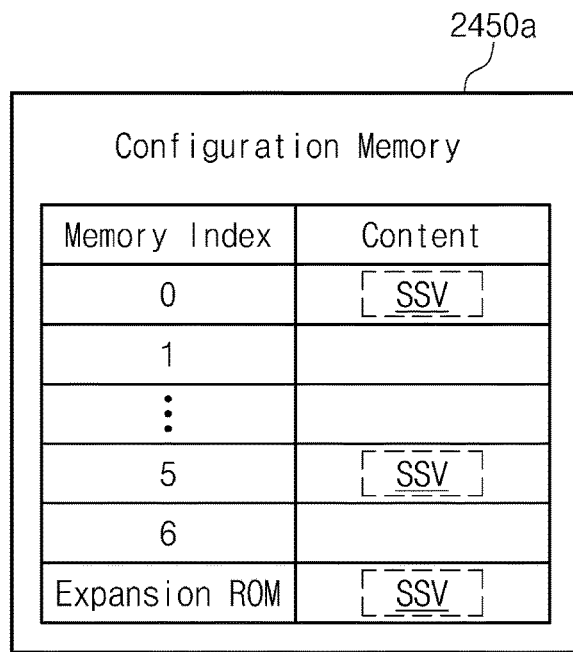 2450a
Configuration Memory
Memory Index Content
0 SSV
1
⋮
5 SSV
6
Expansion ROM SSV